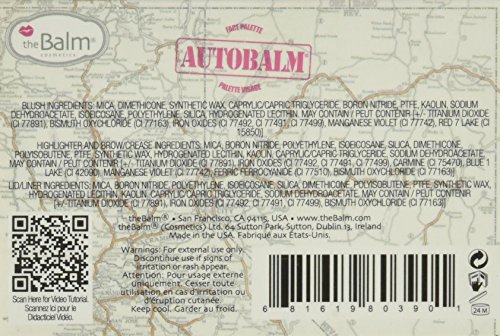 the Balm®
cosmetics
FACE PALETTE
AUTOBALM®
PALETTE VISAGE
BLUSH INGREDIENTS: MICA, DIMETHICONE, SYNTHETIC WAX, CAPRYLIC/CAPRIC TRIGLYCERIDE, BORON NITRIDE, PTFE, KAOLIN, SODIUM
DEHYDROACETATE, ISOEICOSANE, POLYETHYLENE, SILICA, HYDROGENATED LECITHIN. MAY CONTAIN / PEUT CONTENIR [+/- TITANIUM DIOXIDE
(CI 77891), BISMUTH OXYCHLORIDE (CI 77163), IRON OXIDES (CI 77491, CI 77492, CI 77499), MANGANESE VIOLET (CI 77742), RED 7 LAKE (CI
15850)]
HIGHLIGHTER AND BROW/CREASE INGREDIENTS: MICA, BORON NITRIDE, POLYETHYLENE, ISOEICOSANE, SILICA, DIMETHICONE,
POLYISOBUTENE, PTFE, SYNTHETIC WAX, HYDROGENATED LECITHIN, KAOLIN, CAPRYLIC/CAPRIC TRIGLYCERIDE, SODIUM DEHYDROACETATE
MAY CONTAIN / PEUT CONTENIR [+/- TITANIUM DIOXIDE (CI 77891), IRON OXIDES (CI 77491, CI 77492, CI 77499), CARMINE (CI 75470), BLUE 1
LAKE (CI 42090), MANGANESE VIOLET (CI 77742), FERRIC FERROCYANIDE (CI 77510), BISMUTH OXYCHLORIDE (CI 77163)]
LID/LINER INGREDIENTS: MICA, BORON NITRIDE, POLYETHYLENE, ISOEICOSANE, SILICA, DIMETHICONE, POLYISOBUTENE, PTFE, SYNTHETIC WAX,
HYDROGENATED LECITHIN, KAOLIN, CAPRYLIC/CAPRIC TRIGLYCERIDE, SODIUM DEHYDROACETATE, MAY CONTAIN / PEUT CONTENIR [+/-
TITANIUM DIOXIDE (CI 77891), IRON OXIDES (CI 77491, CI 77492, CI 77499), BISMUTH OXYCHLORIDE (CI 77163)]
theBalm® • San Francisco, CA 94115, USA • www.theBalm.com
theBalm® (Cosmetics) Ltd. 64 Sutton Park, Sutton, Dublin 13, Ireland
Made in the USA. Fabriqué aux États-Unis.
Warnings: For external use only.
Discontinue use if signs of
irritation or rash appear.
Attention: Pour usage externe
uniquement. Cesser toute
utilisation en cas d'irritation ou
d'éruption cutanée.
Keep cool. Garder au froid.
Scan Here for Video Tutorial.
Scannez ici pour le
Didacticiel Video.
6 81619 80390 1
24 M